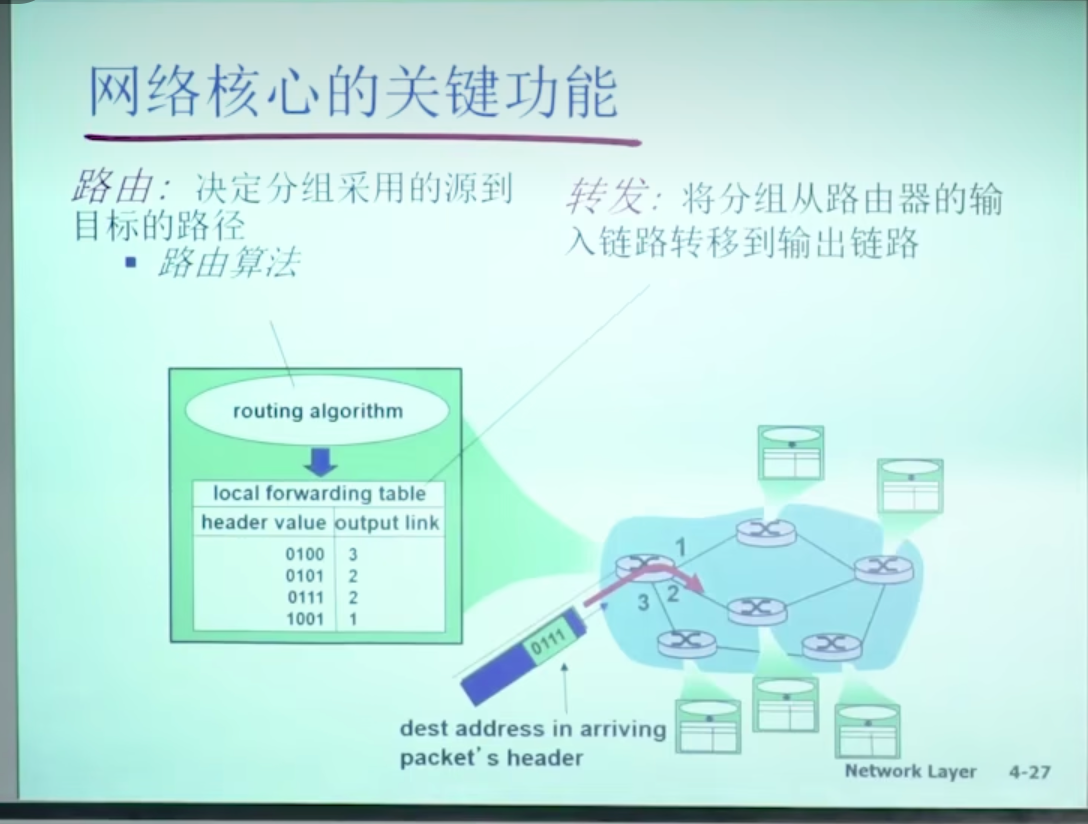 网络核心的关键功能
路由: 决定分组采用的源到
目标的路径
▪ 路由算法
转发: 将分组从路由器的输
入链路转移到输出链路
routing algorithm
local forwarding table
header value output link
0100 3
0101 2
0111 2
1001 1
1
2
3
0111
dest address in arriving
packet's header
Network Layer 4-27